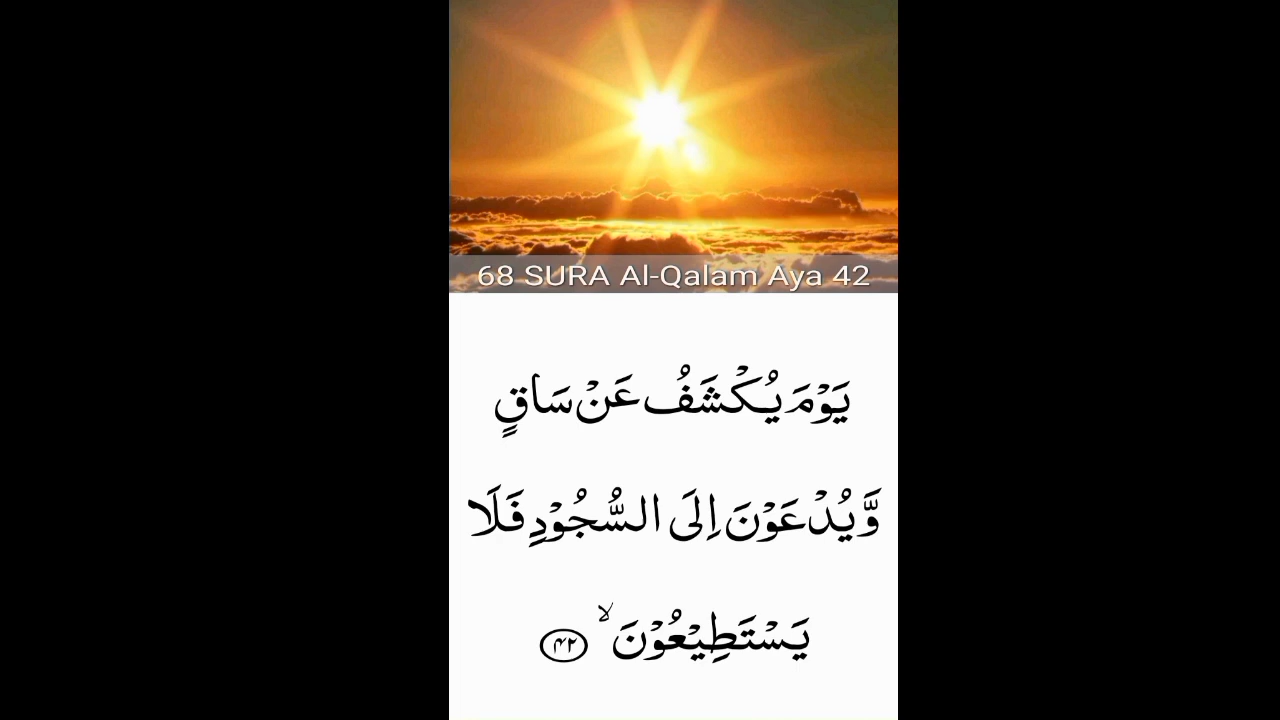 68 SURA Al-Qalam Aya 42
يَوْمَ يُكْشَفُ عَنْ سَاقٍ
وَّيُدْعَوْنَ اِلَى السُّجُوْدِ فَلَا
يَسْتَطِيْعُوْنَ ۙ ۴۲